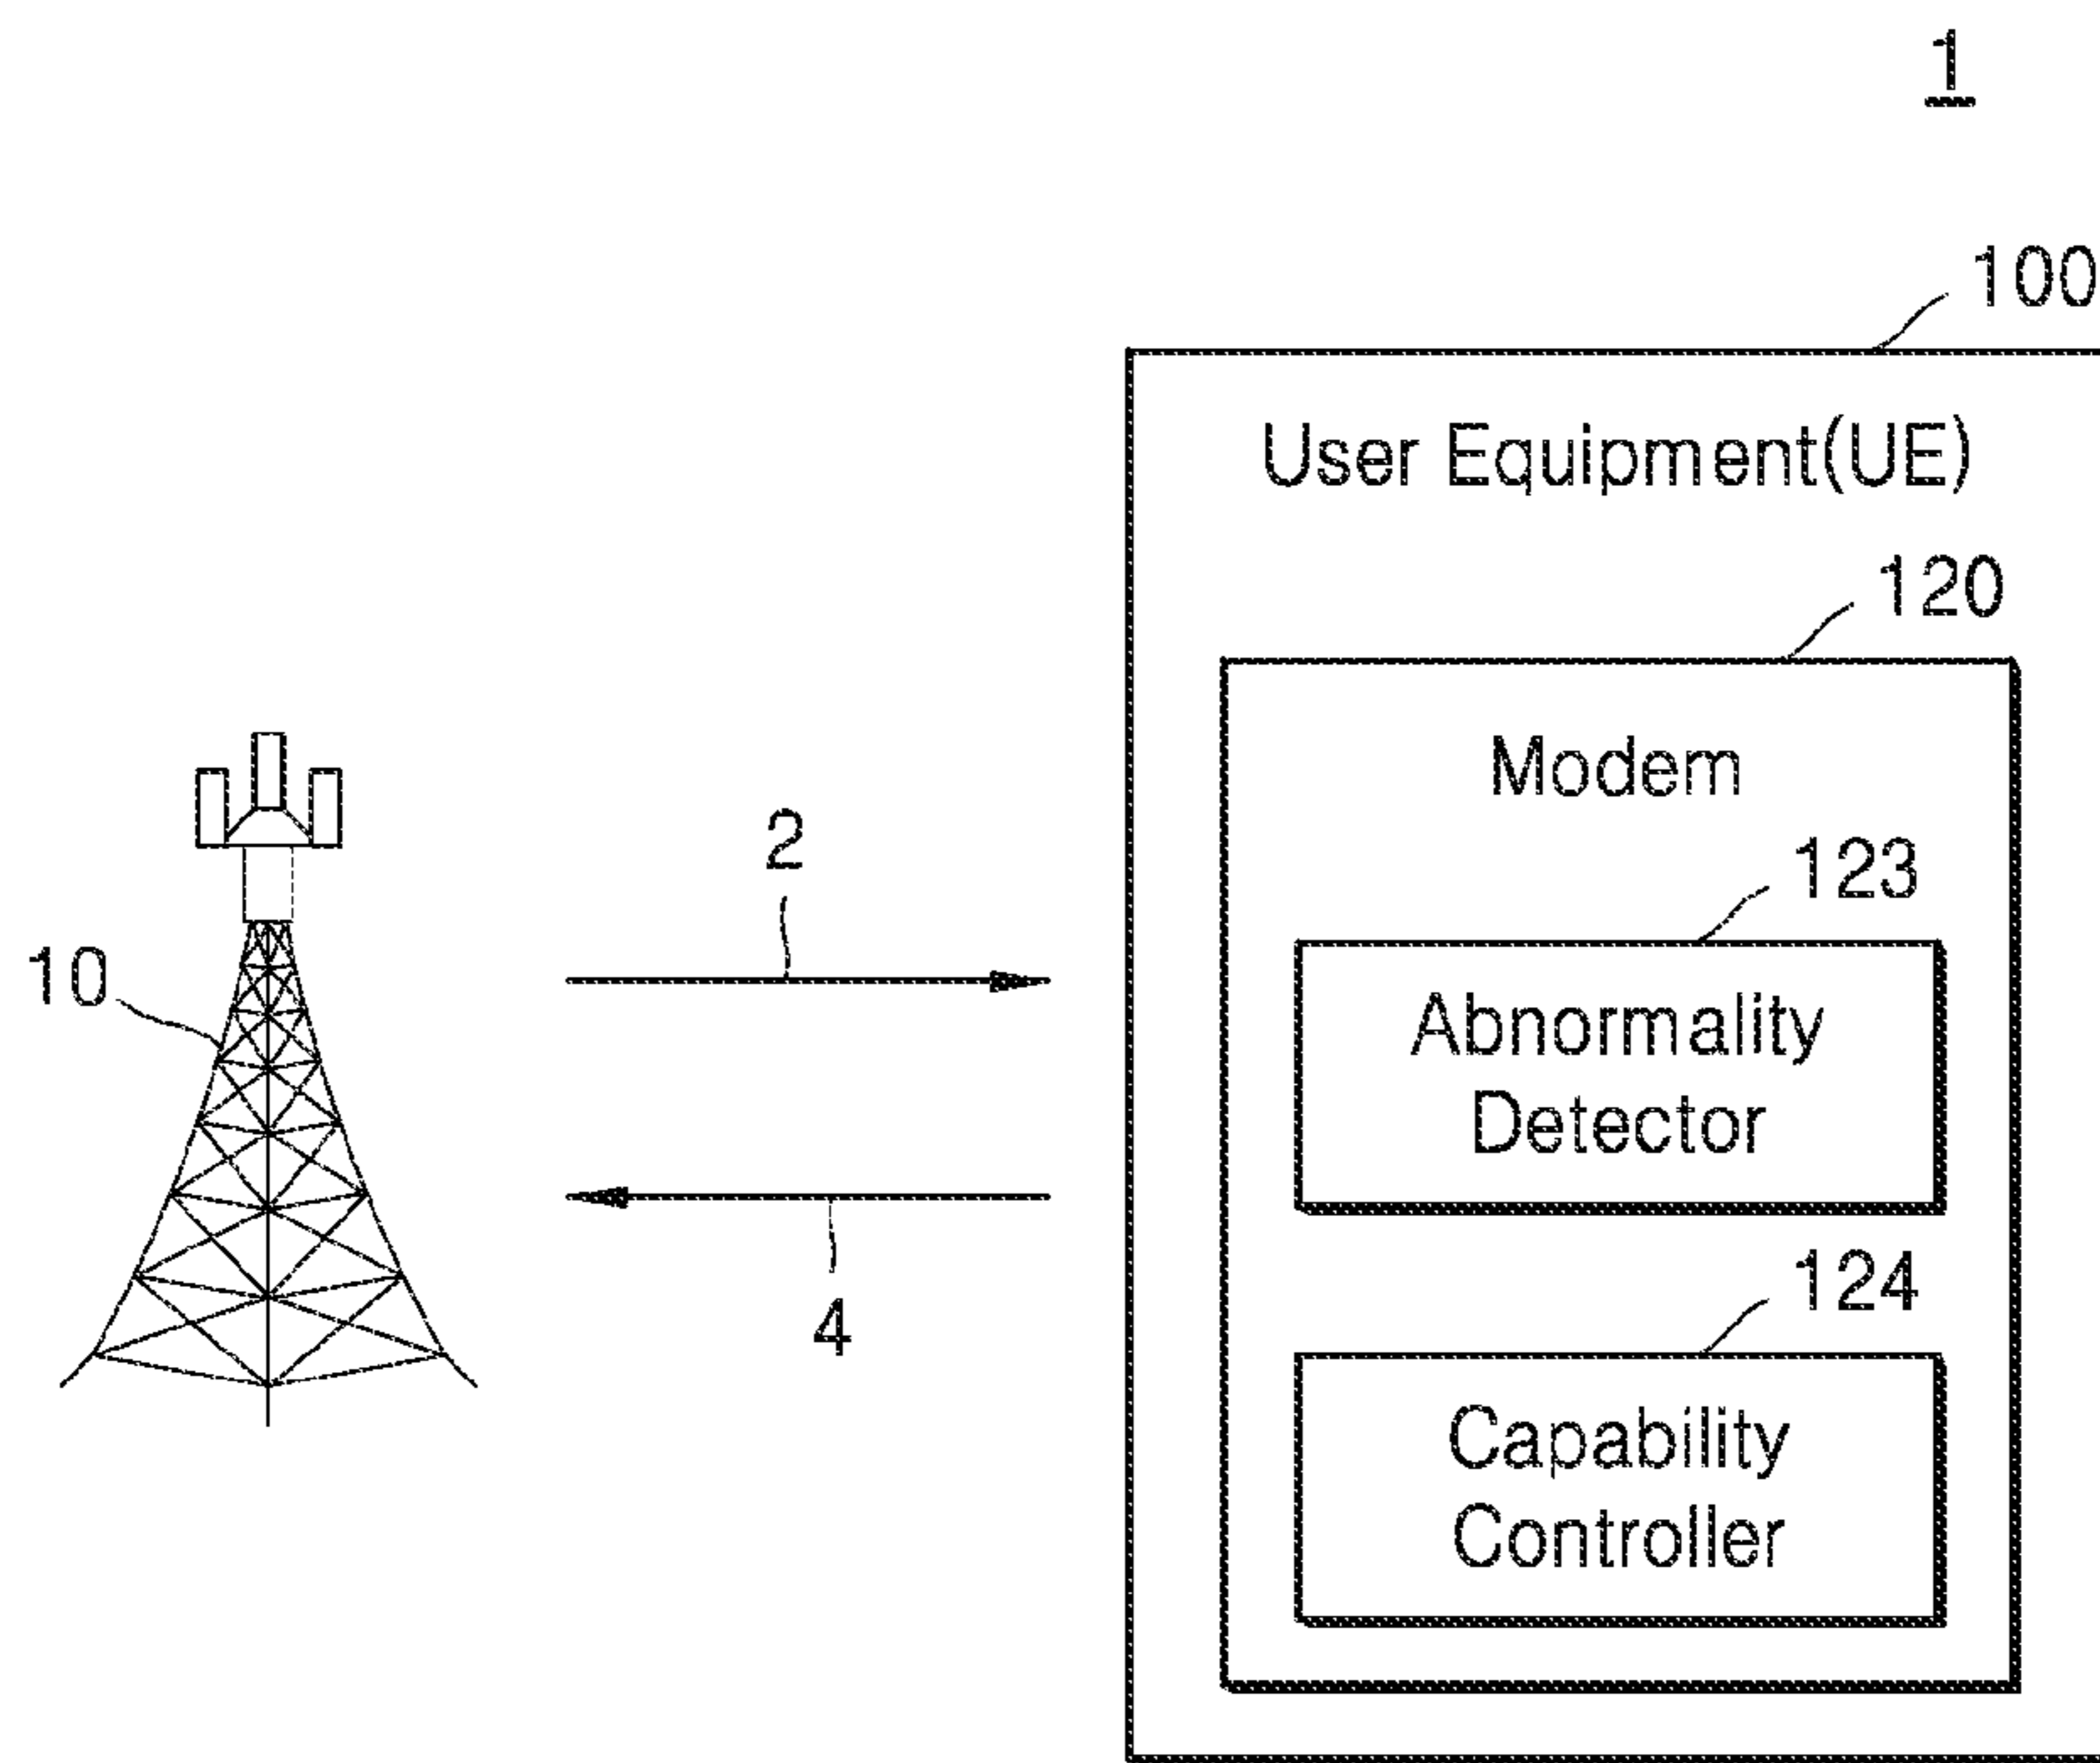 1
100
User Equipment(UE)
120
Modem
2
123
10
Abnormality
Detector
4
124
Capability
Controller